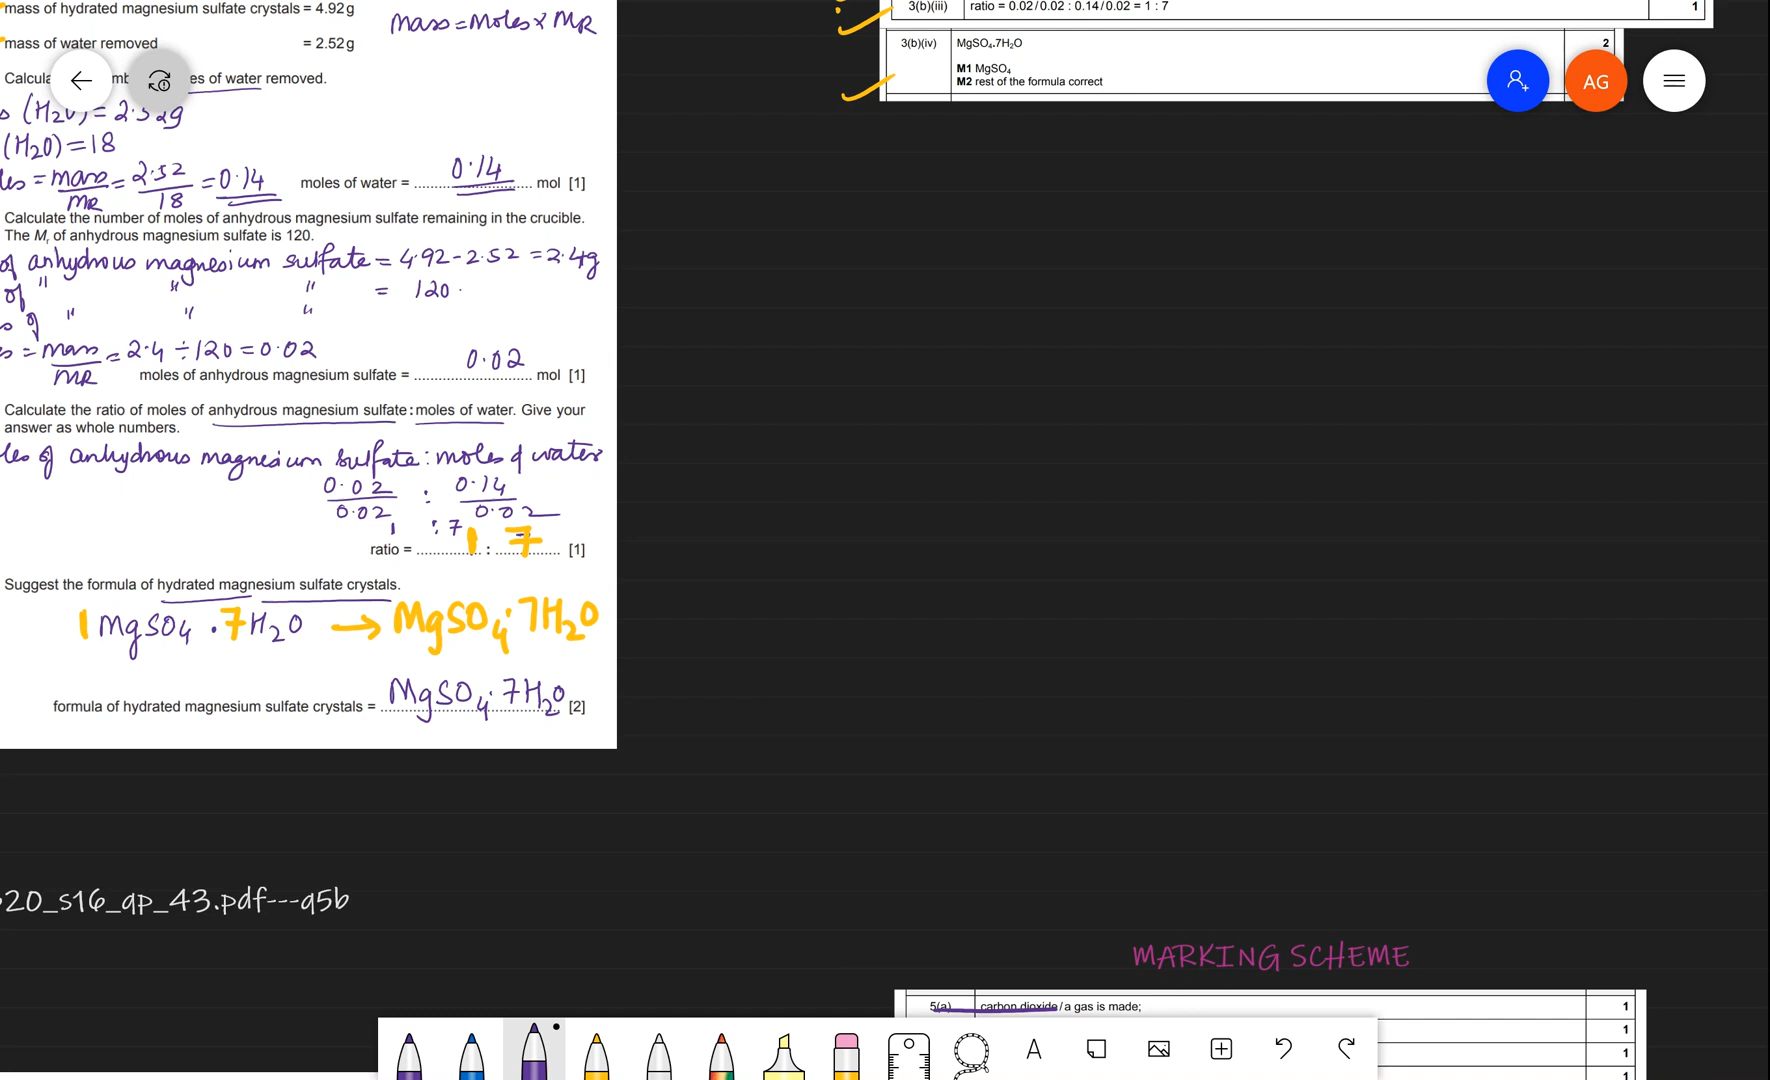 mass of hydrated magnesium sulfate crystals = 4.92 g
mass = moles × MR
mass of water removed = 2.52 g
es of water removed.
(H2O) = 2.52g
(H2O) = 18
les = mass/MR = 2.52/18 = 0.14
moles of water = 0.14 mol [1]
Calculate the number of moles of anhydrous magnesium sulfate remaining in the crucible.
The Mr of anhydrous magnesium sulfate is 120.
of anhydrous magnesium sulfate = 4.92 - 2.52 = 2.4g
of " " " = 120.
s of " " "
s = mass/MR = 2.4 ÷ 120 = 0.02
moles of anhydrous magnesium sulfate = 0.02 mol [1]
Calculate the ratio of moles of anhydrous magnesium sulfate : moles of water. Give your
answer as whole numbers.
les of anhydrous magnesium sulfate : moles of water
0.02/0.02 : 0.14/0.02
1 : 7
ratio = 1 : 7 [1]
Suggest the formula of hydrated magnesium sulfate crystals.
1MgSO4 . 7H2O → MgSO4.7H2O
formula of hydrated magnesium sulfate crystals = MgSO4.7H2O [2]
20_s16_qp_43.pdf---q5b
3(b)(iii) ratio = 0.02/0.02 : 0.14/0.02 = 1 : 7 1
3(b)(iv) MgSO4.7H2O 2
M1 MgSO4
M2 rest of the formula correct
AG
MARKING SCHEME
5(a) carbon dioxide / a gas is made; 1
1
1
1
A